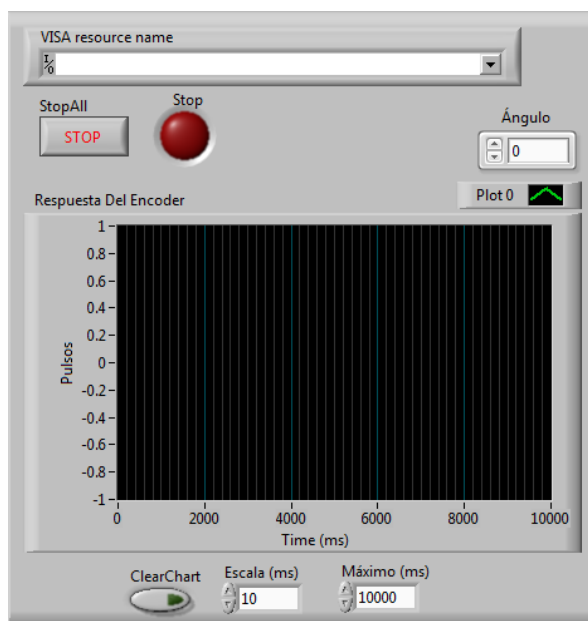 VISA resource name
I/O
StopAll
Stop
STOP
Ángulo
0
Plot 0
Respuesta Del Encoder
1
0.8
0.6
0.4
0.2
0
-0.2
-0.4
-0.6
-0.8
-1
Pulsos
0 2000 4000 6000 8000 10000
Time (ms)
ClearChart
Escala (ms)
10
Máximo (ms)
10000